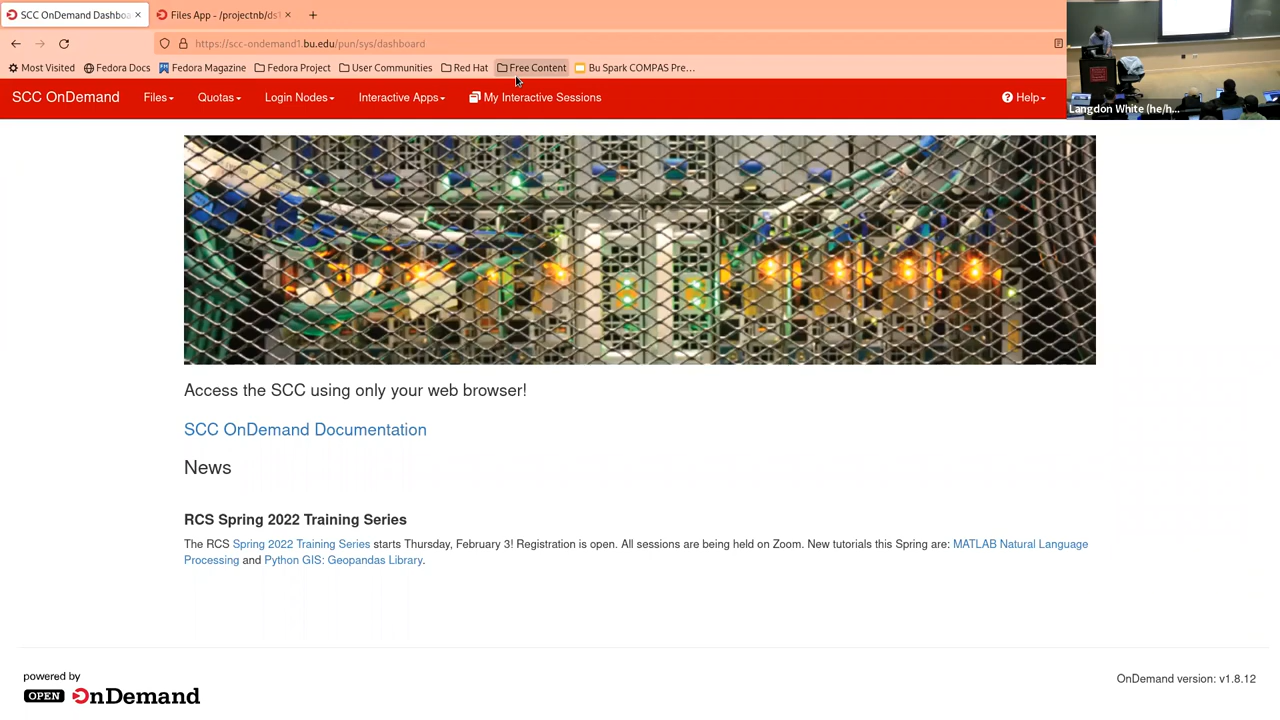 SCC OnDemand Dashboa
Files App - /projectnb/ds
https://scc-ondemand1.bu.edu/pun/sys/dashboard
Most Visited Fedora Docs Fedora Magazine Fedora Project User Communities Red Hat Free Content Bu Spark COMPAS Pre...
Langdon White (he/h...
SCC OnDemand Files Quotas Login Nodes Interactive Apps My Interactive Sessions Help
Access the SCC using only your web browser!
SCC OnDemand Documentation
News
RCS Spring 2022 Training Series
The RCS Spring 2022 Training Series starts Thursday, February 3! Registration is open. All sessions are being held on Zoom. New tutorials this Spring are: MATLAB Natural Language
Processing and Python GIS: Geopandas Library.
powered by
OPEN OnDemand
OnDemand version: v1.8.12